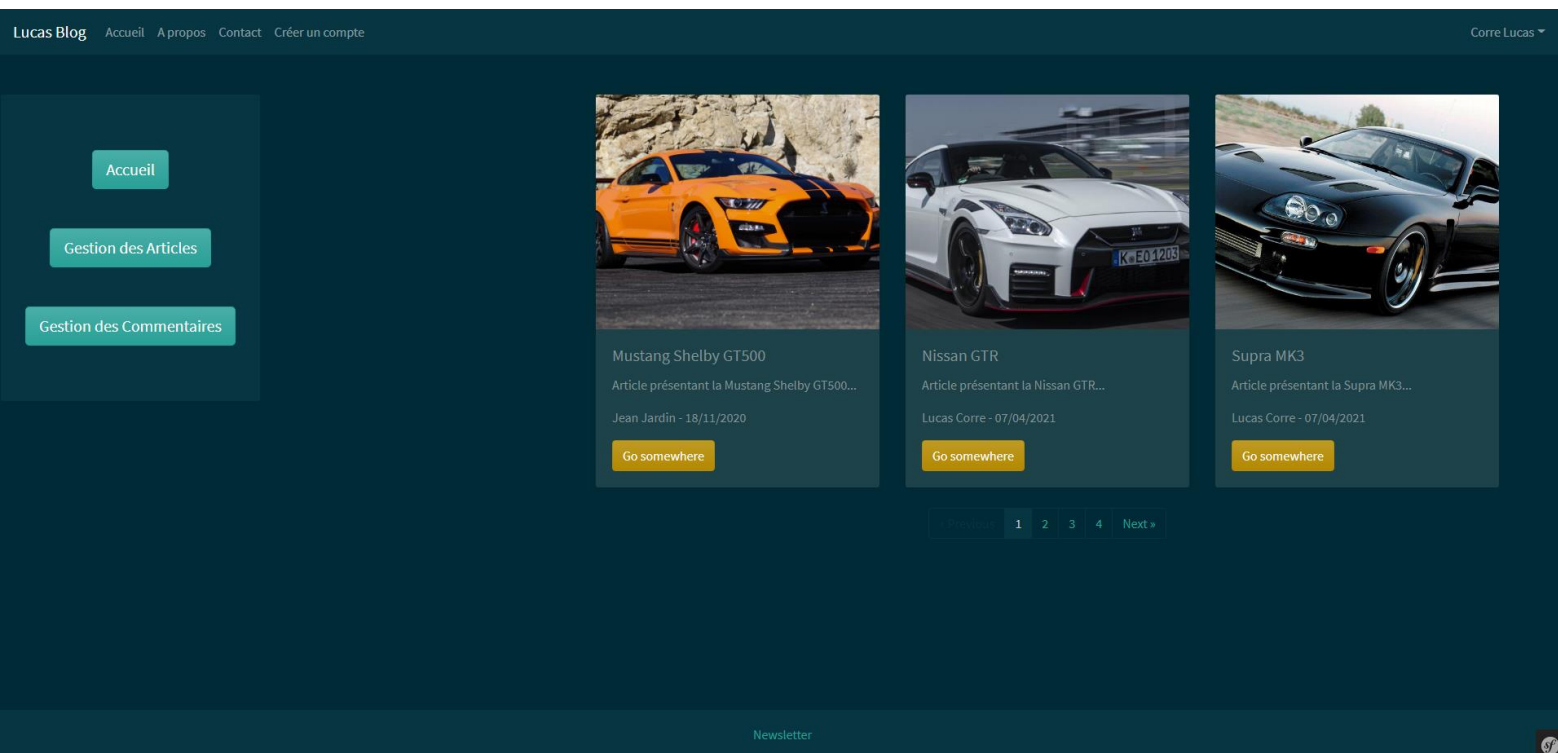 Lucas Blog Accueil A propos Contact Créer un compte Corre Lucas
Accueil
Gestion des Articles
Gestion des Commentaires
K EO 1203
Mustang Shelby GT500
Article présentant la Mustang Shelby GT500...
Jean Jardin - 18/11/2020
Go somewhere
Nissan GTR
Article présentant la Nissan GTR...
Lucas Corre - 07/04/2021
Go somewhere
Supra MK3
Article présentant la Supra MK3...
Lucas Corre - 07/04/2021
Go somewhere
« Previous 1 2 3 4 Next »
Newsletter
sf